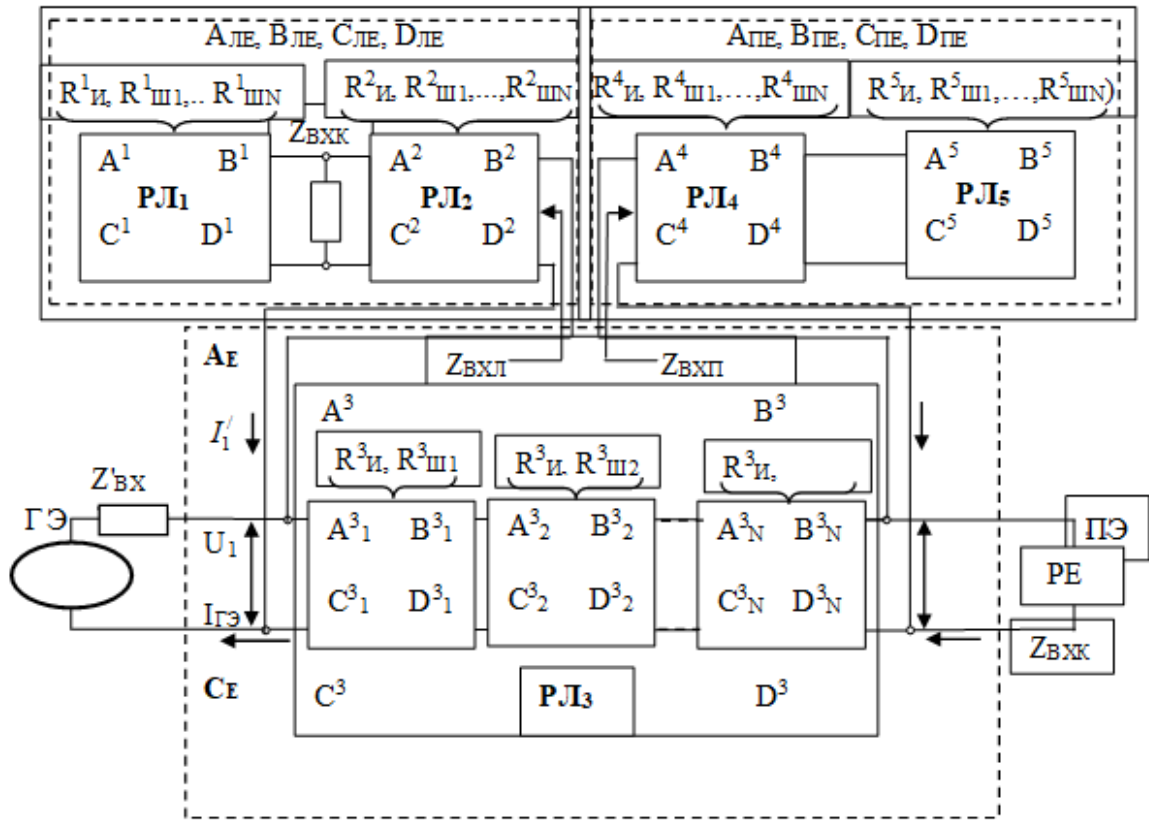 AЛЕ, BЛЕ, CЛЕ, DЛЕ
AПЕ, BПЕ, CПЕ, DПЕ
R¹И, R¹Ш1,.. R¹ШN
R²И, R²Ш1,...,R²ШN
R⁴И, R⁴Ш1,…,R⁴ШN
R⁵И, R⁵Ш1,…,R⁵ШN)
ZВХК
A¹ B¹
РЛ1
C¹ D¹
A² B²
РЛ2
C² D²
A⁴ B⁴
РЛ4
C⁴ D⁴
A⁵ B⁵
РЛ5
C⁵ D⁵
AЕ
ZВХЛ
ZВХП
A³ B³
I₁′
R³И, R³Ш1
R³И. R³Ш2
R³И,
Z'ВХ
ГЭ
U1
IГЭ
A³1 B³1
C³1 D³1
A³2 B³2
C³2 D³2
A³N B³N
C³N D³N
ПЭ
РЕ
ZВХК
CЕ
C³
РЛ3
D³